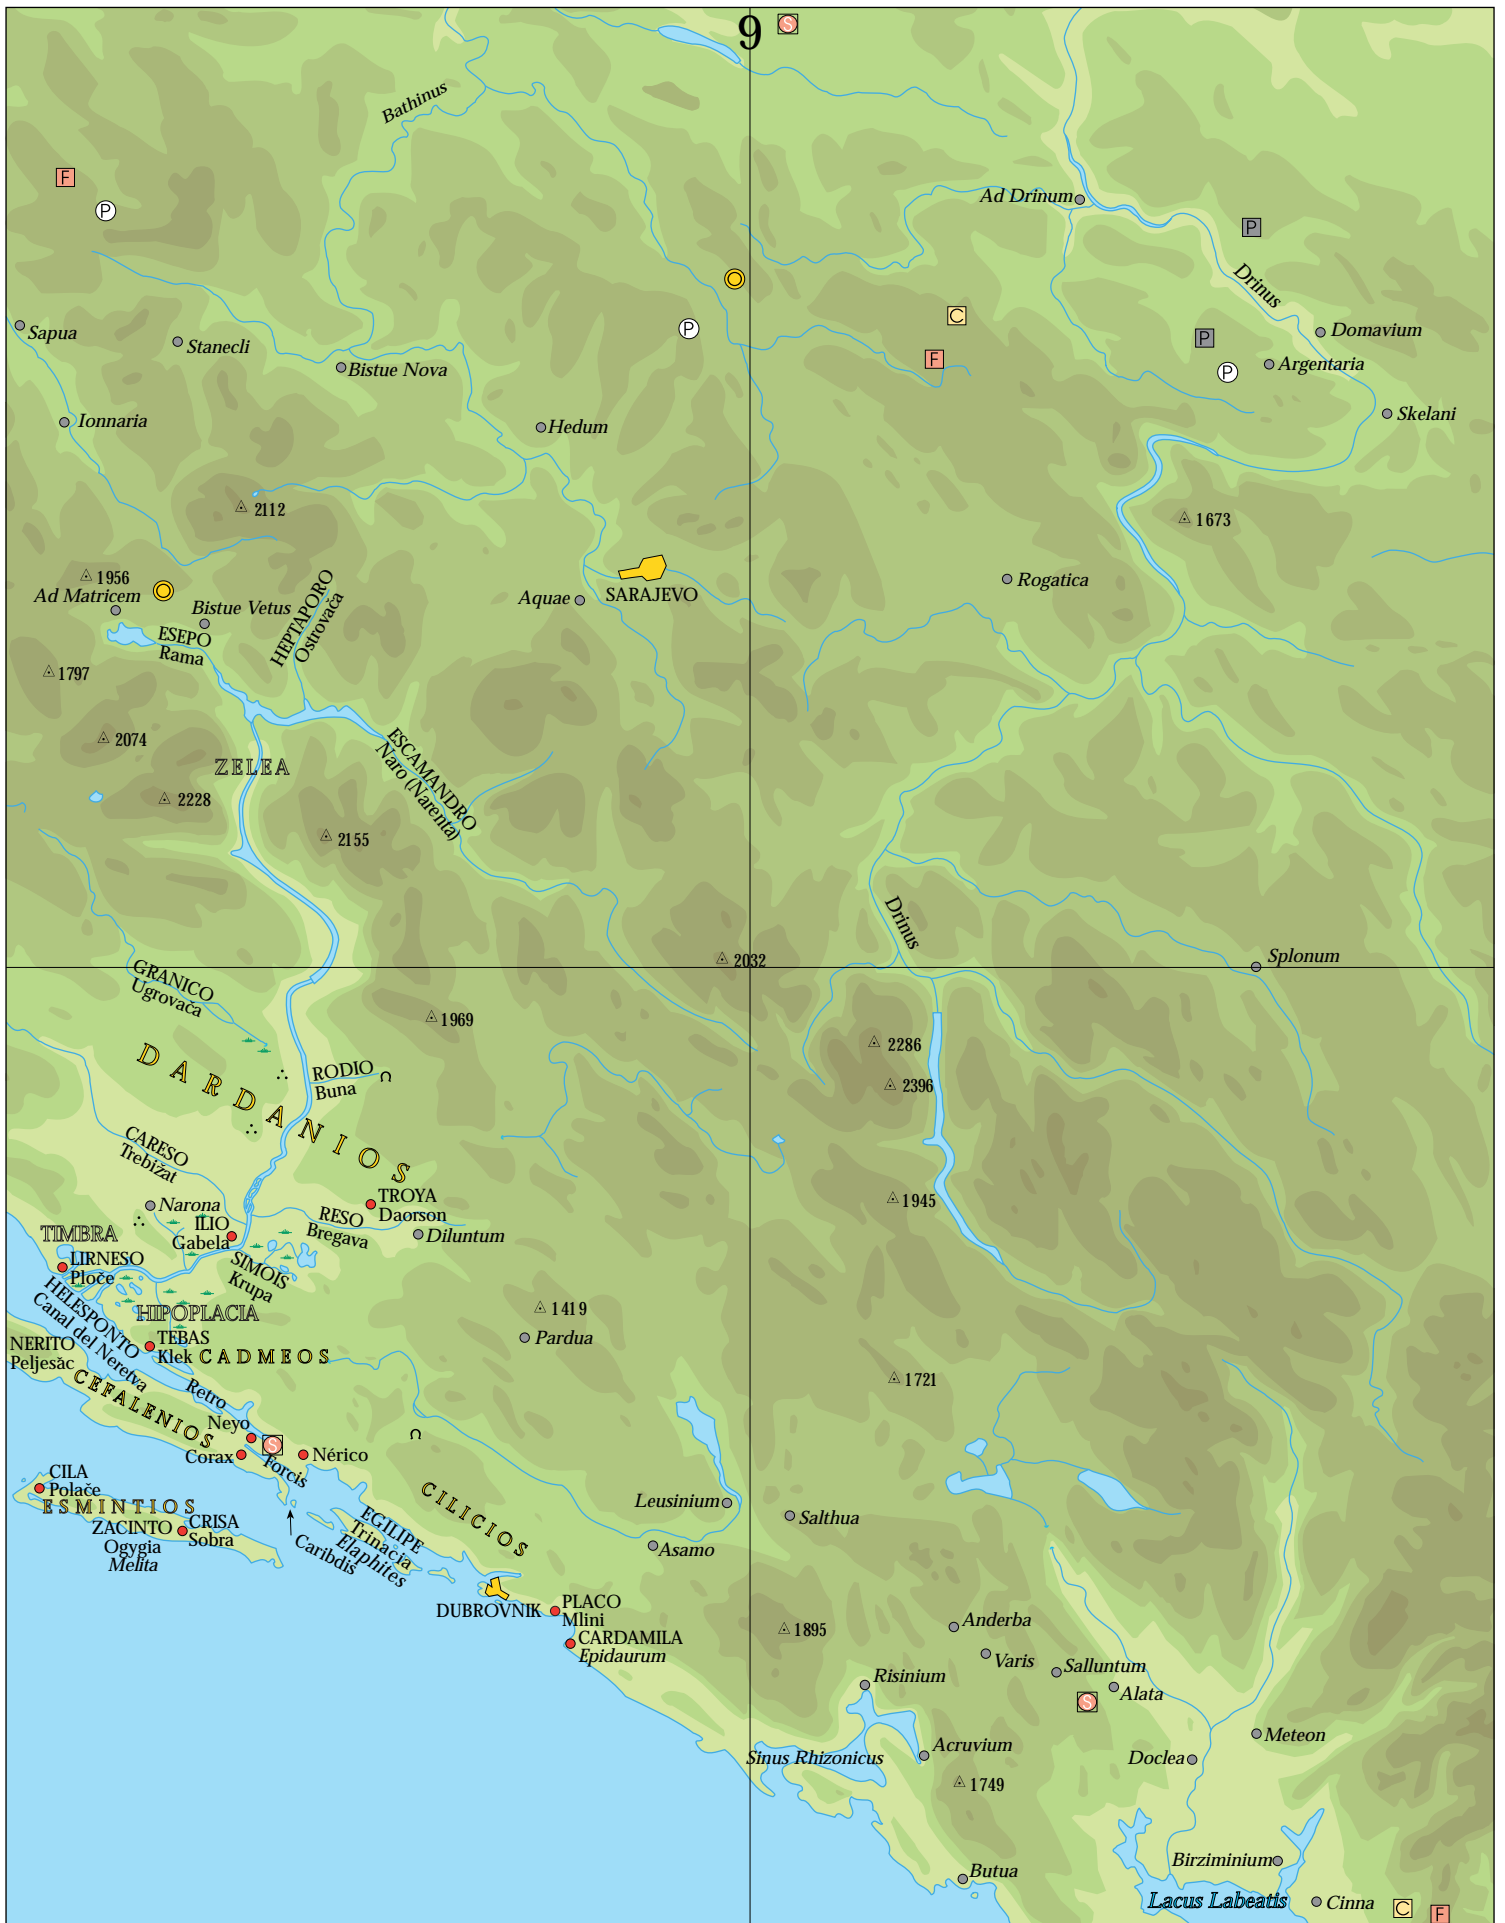 9
S
Bathinus
F
P
Ad Drinum
P
Drinus
Sapua
Stanecli
Bistue Nova
P
C
F
P
P
Domavium
Argentaria
Skelani
Ionnaria
Hedum
2112
1673
1956
Ad Matricem
Bistue Vetus
ESEPO
Rama
HEPTAPORO
Ostrovača
Aquae
SARAJEVO
Rogatica
1797
2074
ZELEA
2228
2155
ESCAMANDRO
Naro (Narenta)
Drinus
2032
Splonum
GRANICO
Ugrovača
1969
2286
2396
DARDANIOS
RODIO
Buna
CARESO
Trebižat
Narona
TROYA
Daorson
RESO
Bregava
Diluntum
1945
TIMBRA
ILIO
Gabela
SIMOIS
Krupa
LIRNESO
Ploče
HELESPONTO
Canal del Neretva
HIPOPLACIA
TEBAS
Klek
CADMEOS
1419
Pardua
NERITO
Peljesăc
CEFALENIOS
Retro
1721
Neyo
S
Corax
Nérico
Forcis
CILA
Polače
ESMINTIOS
ZACINTO
Ogygia
Melita
CRISA
Sobra
Caribdis
EGILIPE
Trinacia
Elaphites
CILICIOS
Leusinium
Salthua
Asamo
DUBROVNIK
PLACO
Mlini
CARDAMILA
Epidaurum
1895
Anderba
Varis
Salluntum
Risinium
S
Alata
Sinus Rhizonicus
Acruvium
Meteon
Doclea
1749
Butua
Birziminium
Lacus Labeatis
Cinna
C
F